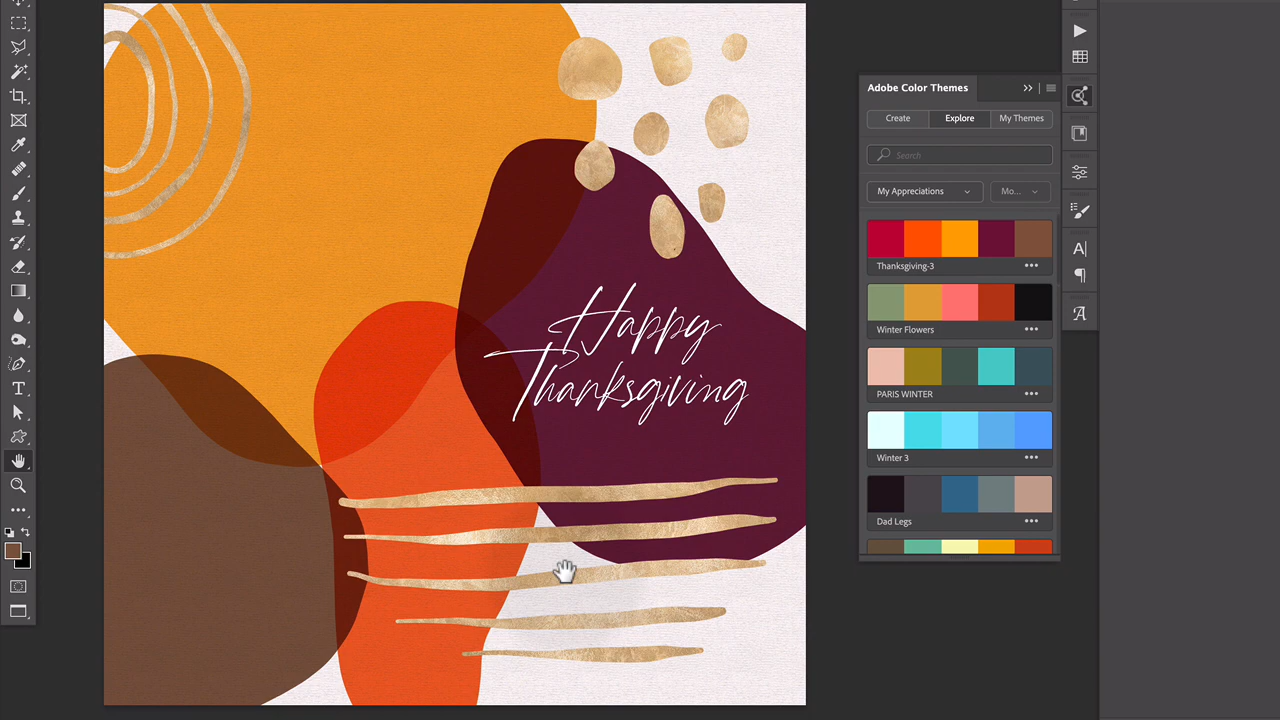 Happy
Thanksgiving
Adobe Color Themes
Create Explore My Themes
Search
My Appreciations Mo...
Thanksgiving-3
Winter Flowers
PARIS WINTER
Winter 3
Dad Legs